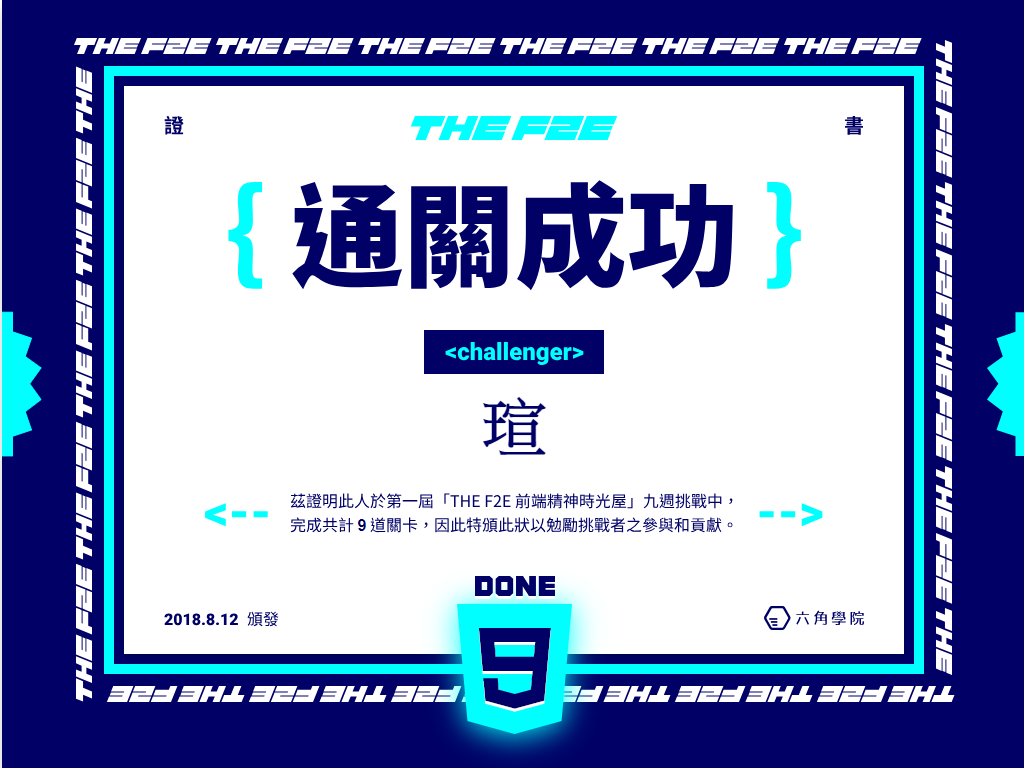 THE F2E THE F2E THE F2E THE F2E THE F2E THE F2E
證
THE F2E
書
{ 通關成功 }
<challenger>
瑄
茲證明此人於第一屆「THE F2E 前端精神時光屋」九週挑戰中，
<-- -->
完成共計 9 道關卡，因此特頒此狀以勉勵挑戰者之參與和貢獻。
DONE
9
2018.8.12 頒發
六角學院
THE F2E THE F2E THE F2E THE F2E THE
THE F2E THE F2E THE F2E THE F2E THE
THE F2E THE F2E THE F2E THE F2E THE F2E THE F2E